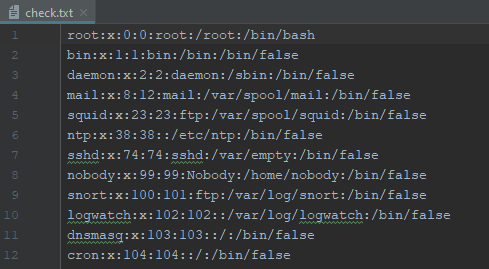 check.txt
1 root:x:0:0:root:/root:/bin/bash
2 bin:x:1:1:bin:/bin:/bin/false
3 daemon:x:2:2:daemon:/sbin:/bin/false
4 mail:x:8:12:mail:/var/spool/mail:/bin/false
5 squid:x:23:23:ftp:/var/spool/squid:/bin/false
6 ntp:x:38:38::/etc/ntp:/bin/false
7 sshd:x:74:74:sshd:/var/empty:/bin/false
8 nobody:x:99:99:Nobody:/home/nobody:/bin/false
9 snort:x:100:101:ftp:/var/log/snort:/bin/false
10 logwatch:x:102:102::/var/log/logwatch:/bin/false
11 dnsmasq:x:103:103::/:/bin/false
12 cron:x:104:104::/:/bin/false